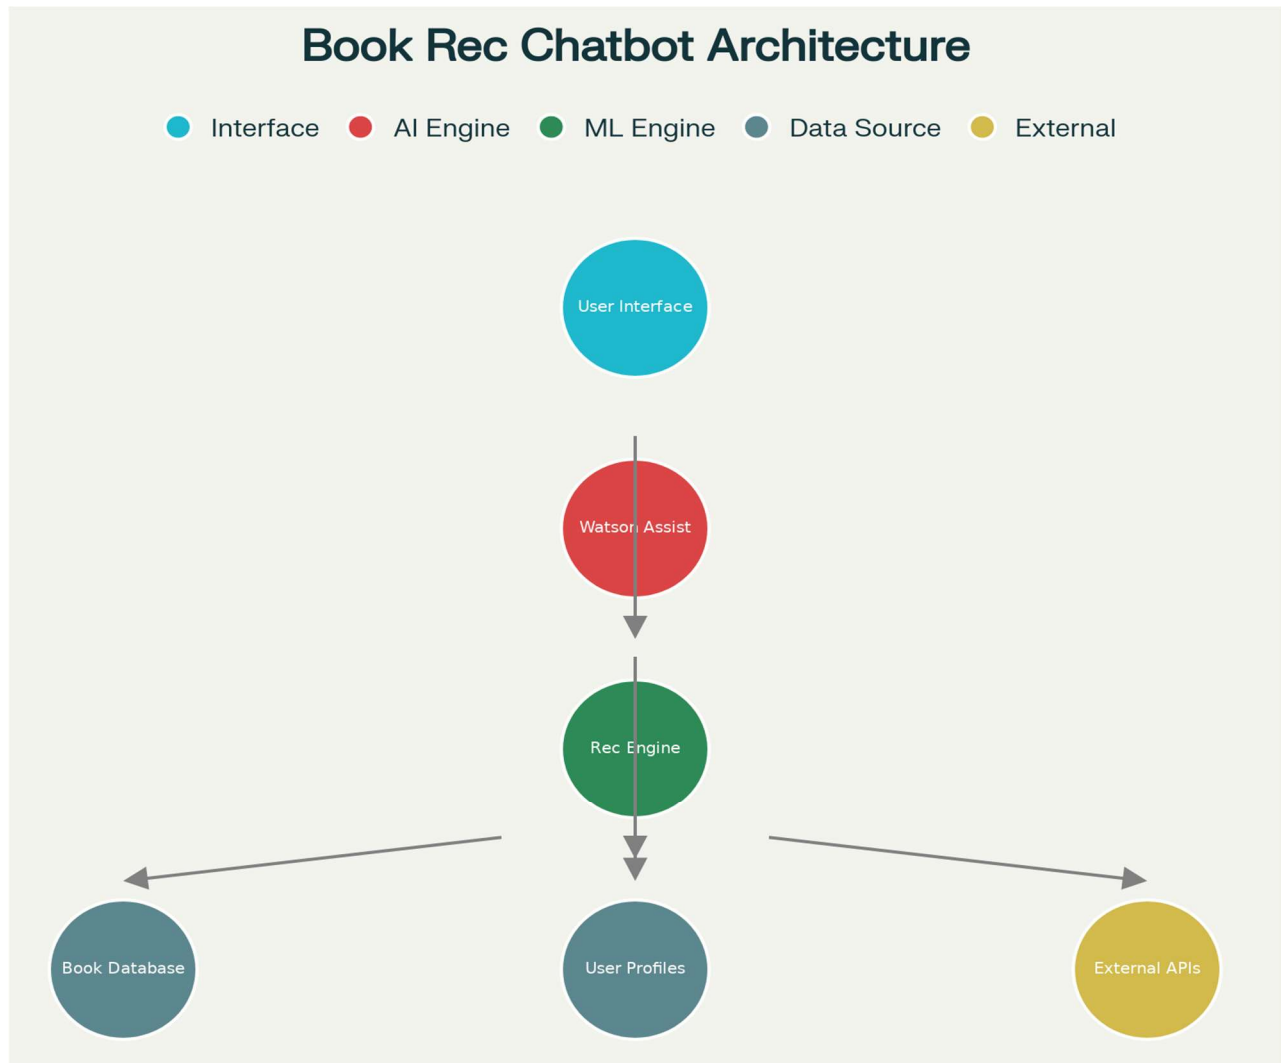 Book Rec Chatbot Architecture
Interface AI Engine ML Engine Data Source External
User Interface
Watson Assist
Rec Engine
Book Database User Profiles External APIs